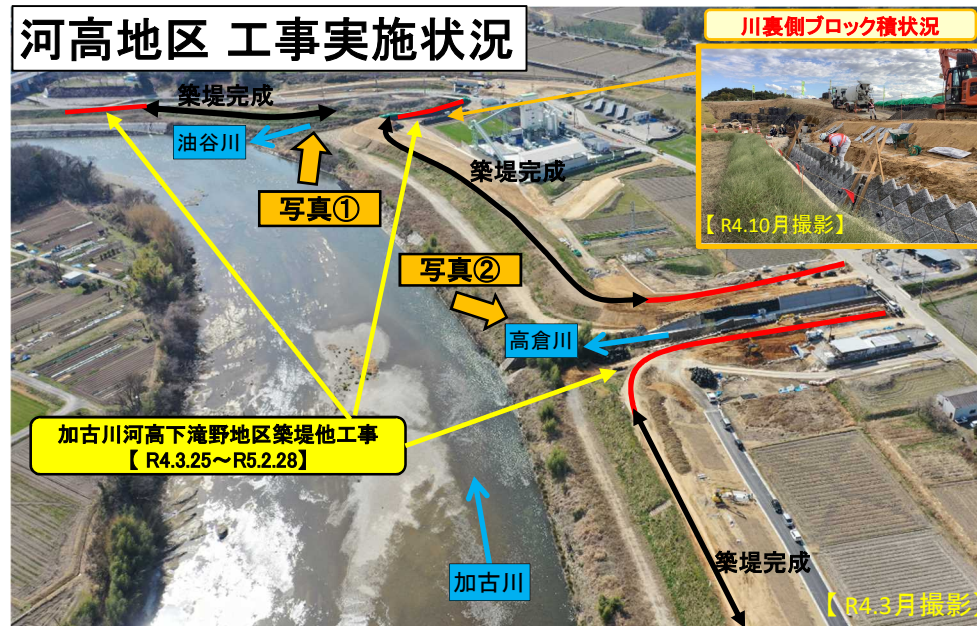 河高地区 工事実施状況
川裏側ブロック積状況
【 R4.10月撮影】
築堤完成
油谷川
写真①
築堤完成
写真②
高倉川
加古川河高下滝野地区築堤他工事
【 R4.3.25～R5.2.28】
加古川
築堤完成
【 R4.3月撮影】